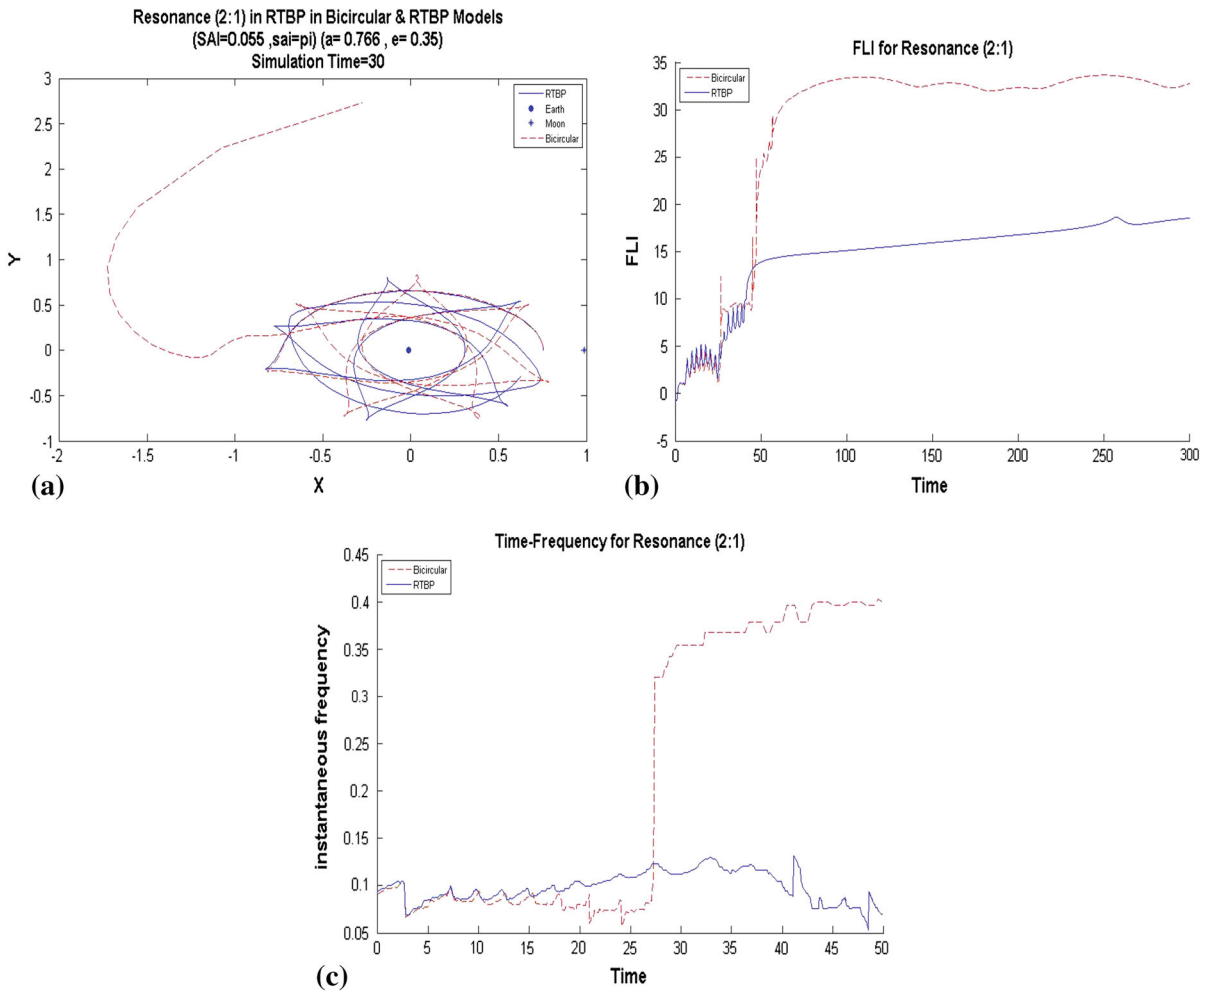 Resonance (2:1) in RTBP in Bicircular & RTBP Models
(SAI=0.055 ,sai=pi) (a= 0.766 , e= 0.35)
Simulation Time=30
3
2.5
2
1.5
1
0.5
0
-0.5
-1
Y
-2
-1.5
-1
-0.5
0
0.5
1
X
RTBP
Earth
Moon
Bicircular
(a)
FLI for Resonance (2:1)
35
30
25
20
15
10
5
0
-5
FLI
0
50
100
150
200
250
300
Time
Bicircular
RTBP
(b)
Time-Frequency for Resonance (2:1)
0.45
0.4
0.35
0.3
0.25
0.2
0.15
0.1
0.05
instantaneous frequency
0
5
10
15
20
25
30
35
40
45
50
Time
Bicircular
RTBP
(c)